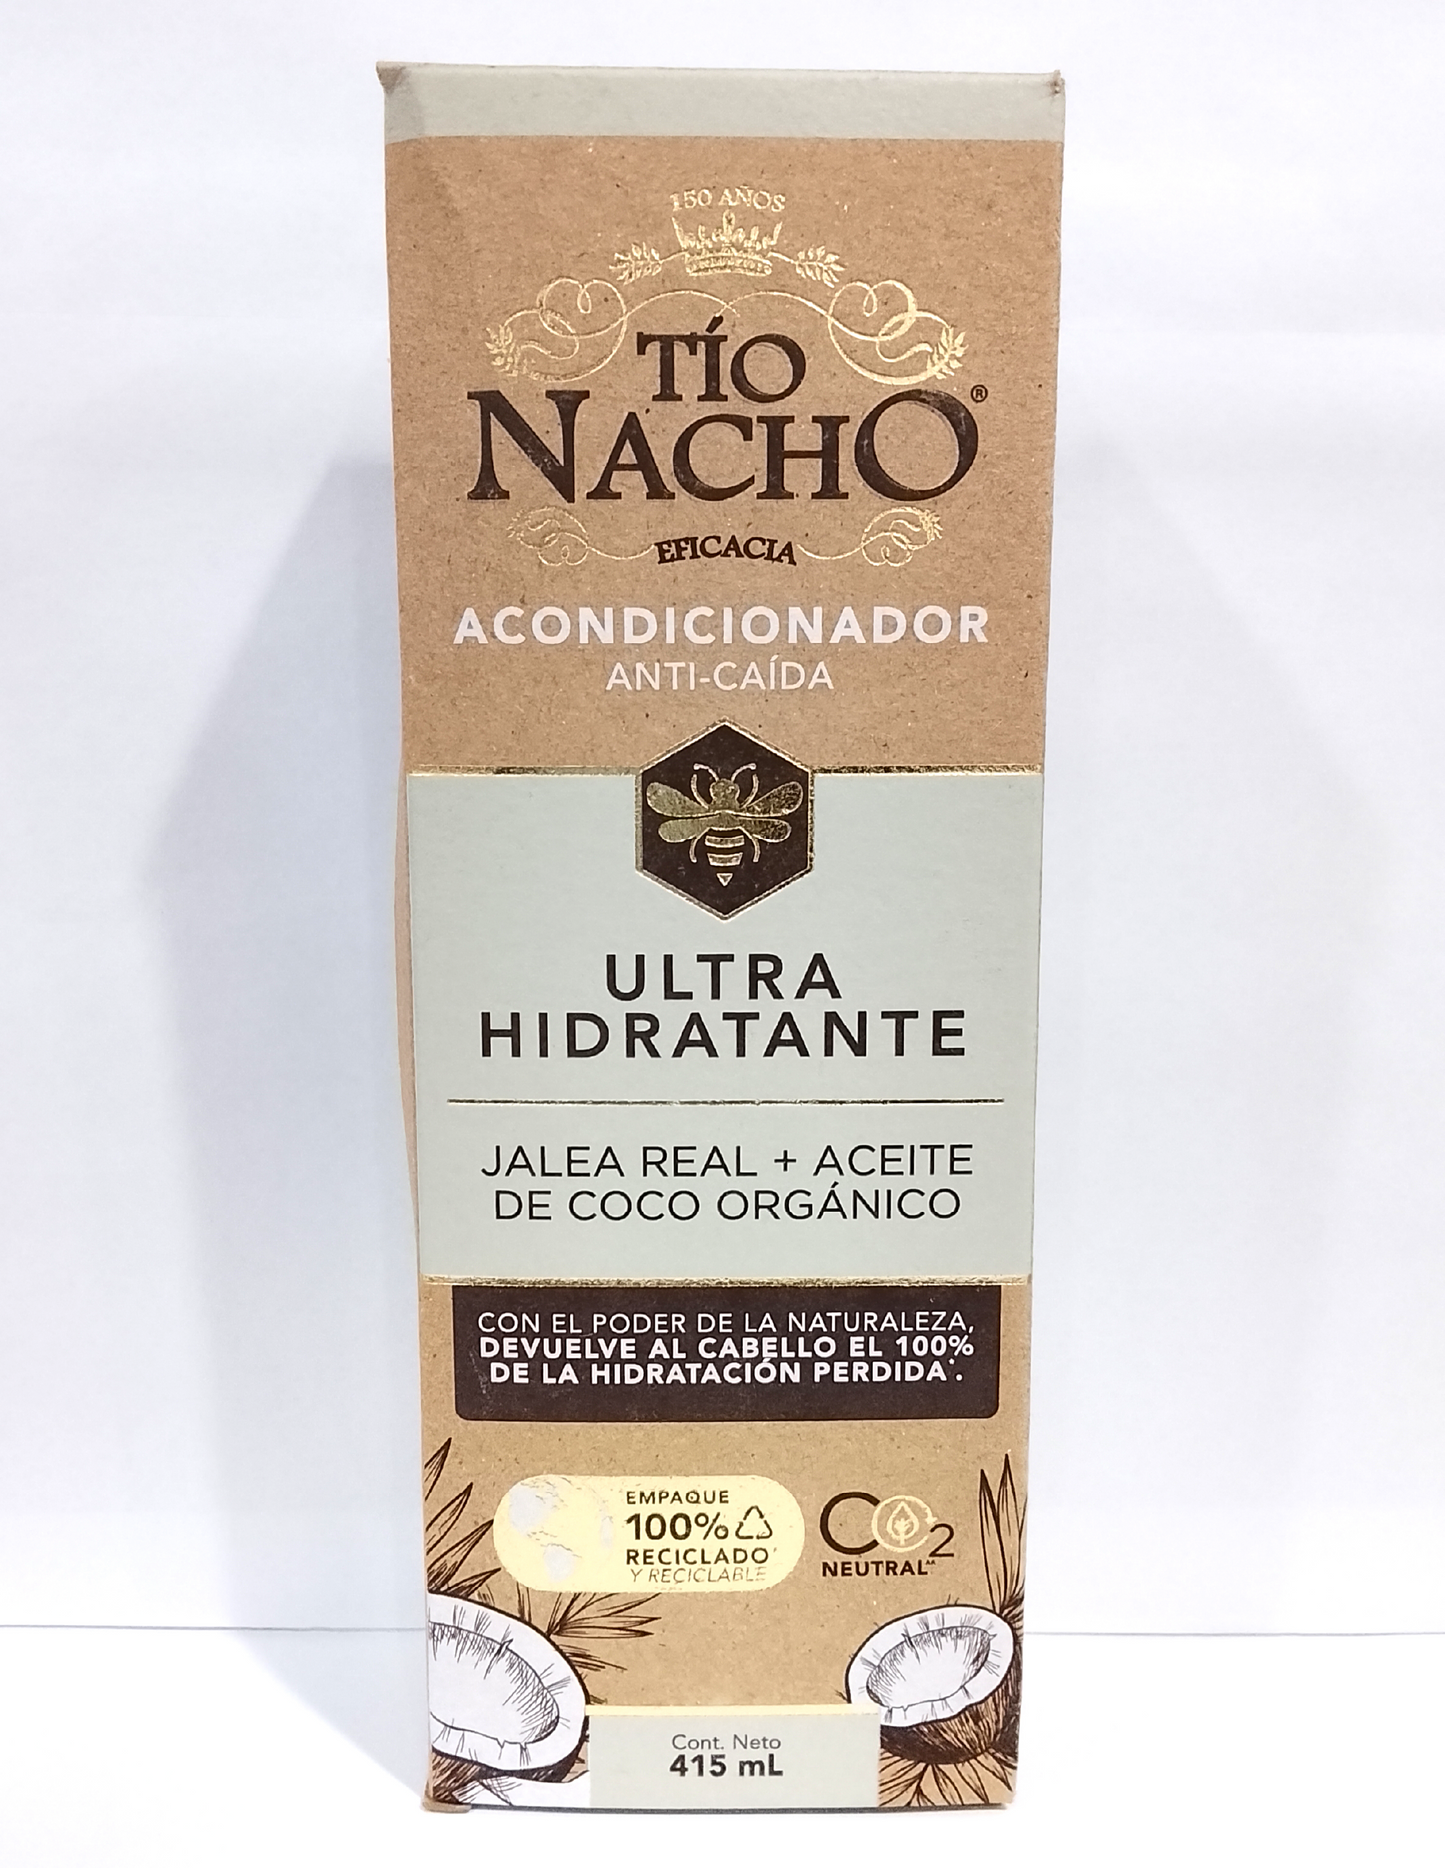 150 AÑOS
TÍO
NACHO®
EFICACIA
ACONDICIONADOR
ANTI-CAÍDA
ULTRA
HIDRATANTE
JALEA REAL + ACEITE
DE COCO ORGÁNICO
CON EL PODER DE LA NATURALEZA,
DEVUELVE AL CABELLO EL 100%
DE LA HIDRATACIÓN PERDIDA*.
EMPAQUE
100%
RECICLADO*
Y RECICLABLE
CO2
NEUTRAL**
Cont. Neto
415 mL